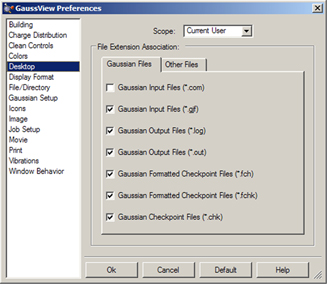 GaussView Preferences
Building
Charge Distribution
Clean Controls
Colors
Desktop
Display Format
File/Directory
Gaussian Setup
Icons
Image
Job Setup
Movie
Print
Vibrations
Window Behavior
Scope: Current User
File Extension Association:
Gaussian Files Other Files
Gaussian Input Files (*.com)
Gaussian Input Files (*.gjf)
Gaussian Output Files (*.log)
Gaussian Output Files (*.out)
Gaussian Formatted Checkpoint Files (*.fch)
Gaussian Formatted Checkpoint Files (*.fchk)
Gaussian Checkpoint Files (*.chk)
Ok Cancel Default Help